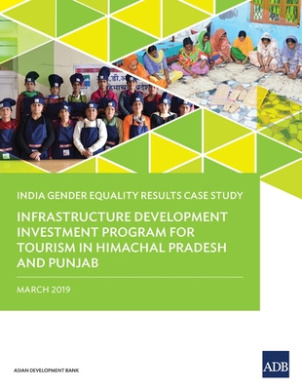 INDIA GENDER EQUALITY RESULTS CASE STUDY
INFRASTRUCTURE DEVELOPMENT
INVESTMENT PROGRAM FOR
TOURISM IN HIMACHAL PRADESH
AND PUNJAB
MARCH 2019
ASIAN DEVELOPMENT BANK
ADB